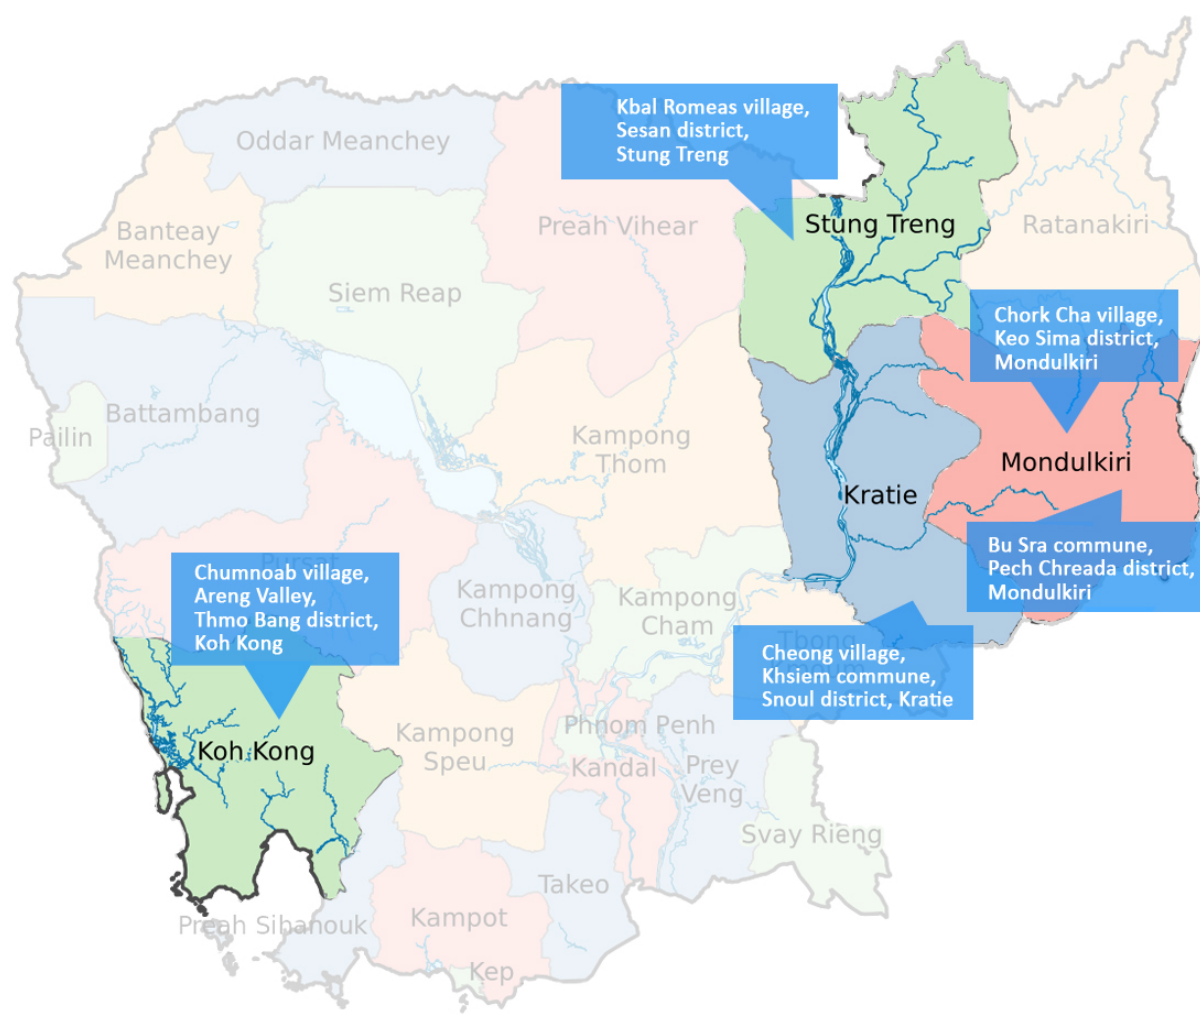 Kbal Romeas village,
Sesan district,
Stung Treng
Oddar Meanchey
Banteay
Meanchey
Preah Vihear
Stung Treng
Ratanakiri
Siem Reap
Chork Cha village,
Keo Sima district,
Mondulkiri
Battambang
Pailin
Kampong
Thom
Mondulkiri
Kratie
Bu Sra commune,
Pech Chreada district,
Mondulkiri
Pursat
Chumnoab village,
Areng Valley,
Thmo Bang district,
Koh Kong
Kampong
Chhnang
Kampong
Cham
Tbong
Khmum
Cheong village,
Khsiem commune,
Snoul district, Kratie
Koh Kong
Kampong
Speu
Phnom Penh
Kandal
Prey
Veng
Svay Rieng
Takeo
Preah Sihanouk
Kampot
Kep